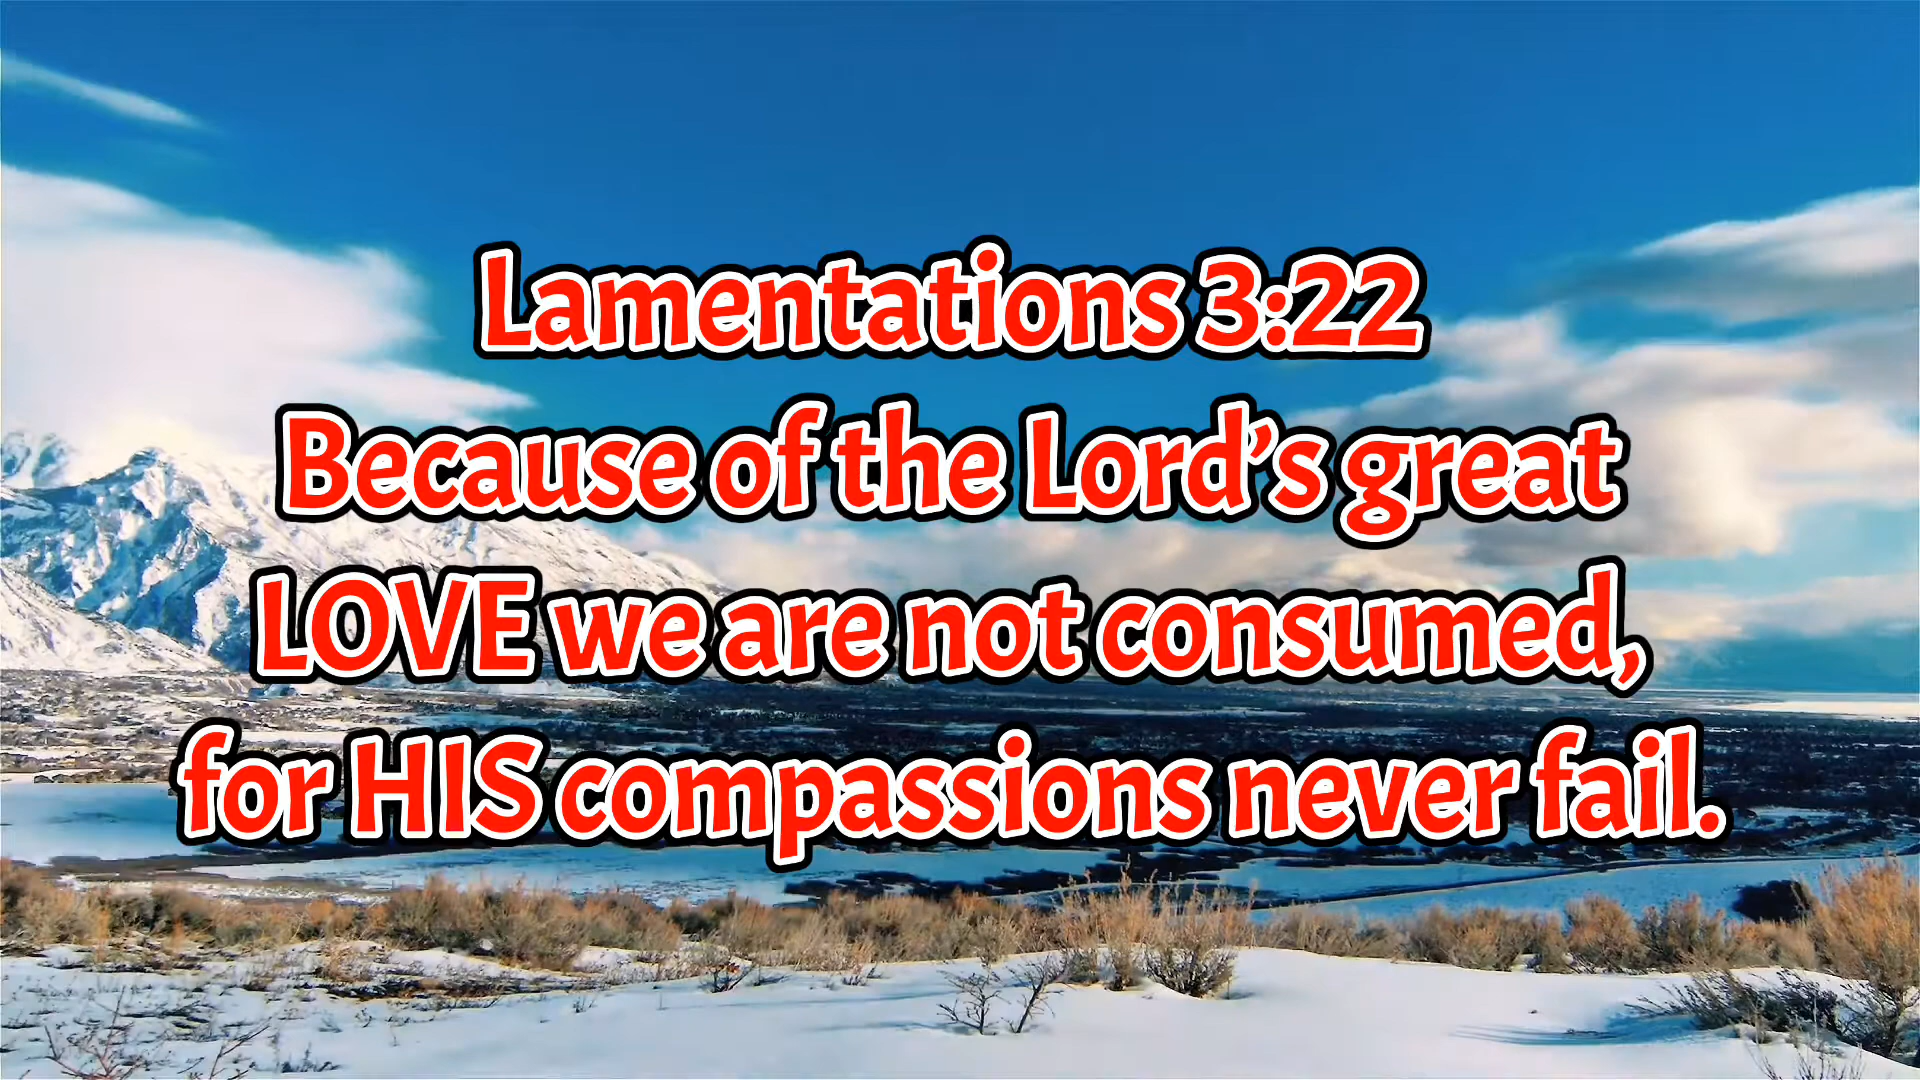 Lamentations 3:22
Because of the Lord’s great
LOVE we are not consumed,
for HIS compassions never fail.